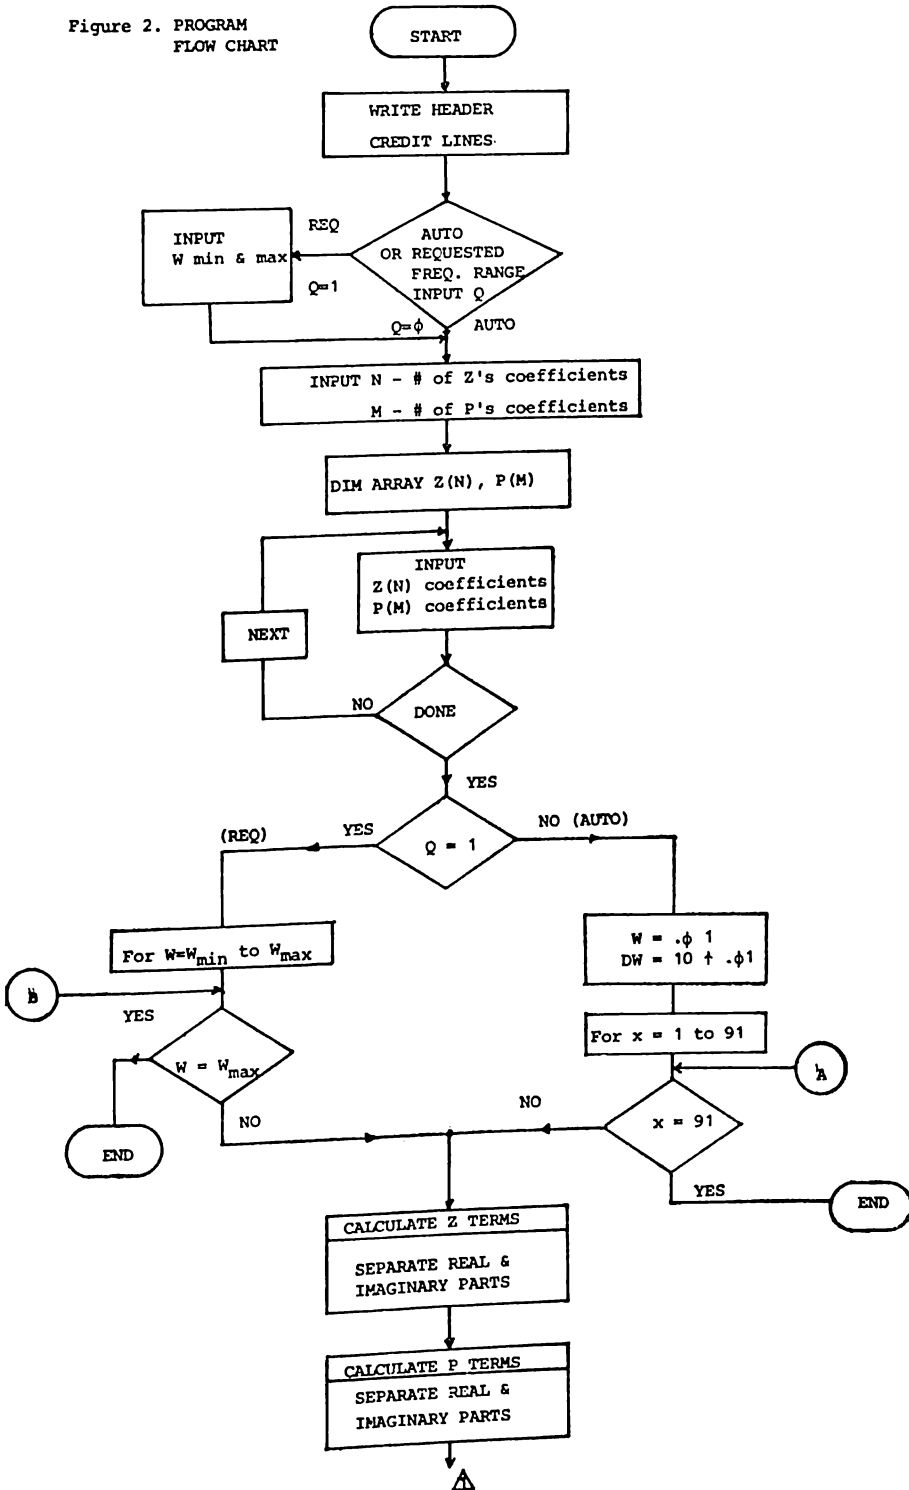 Figure 2. PROGRAM
FLOW CHART
START
WRITE HEADER
CREDIT LINES
REQ
INPUT
W min & max
Q=1
AUTO
OR REQUESTED
FREQ. RANGE
INPUT Q
Q=ϕ
AUTO
INPUT N - # of Z's coefficients
M - # of P's coefficients
DIM ARRAY Z(N), P(M)
INPUT
Z(N) coefficients
P(M) coefficients
NEXT
NO
DONE
YES
(REQ)
YES
Q = 1
NO (AUTO)
For W=Wmin to Wmax
W = .ϕ 1
DW = 10 ↑ .ϕ1
B
For x = 1 to 91
YES
A
W = Wmax
NO
NO
x = 91
END
YES
END
CALCULATE Z TERMS
SEPARATE REAL &
IMAGINARY PARTS
CALCULATE P TERMS
SEPARATE REAL &
IMAGINARY PARTS
1